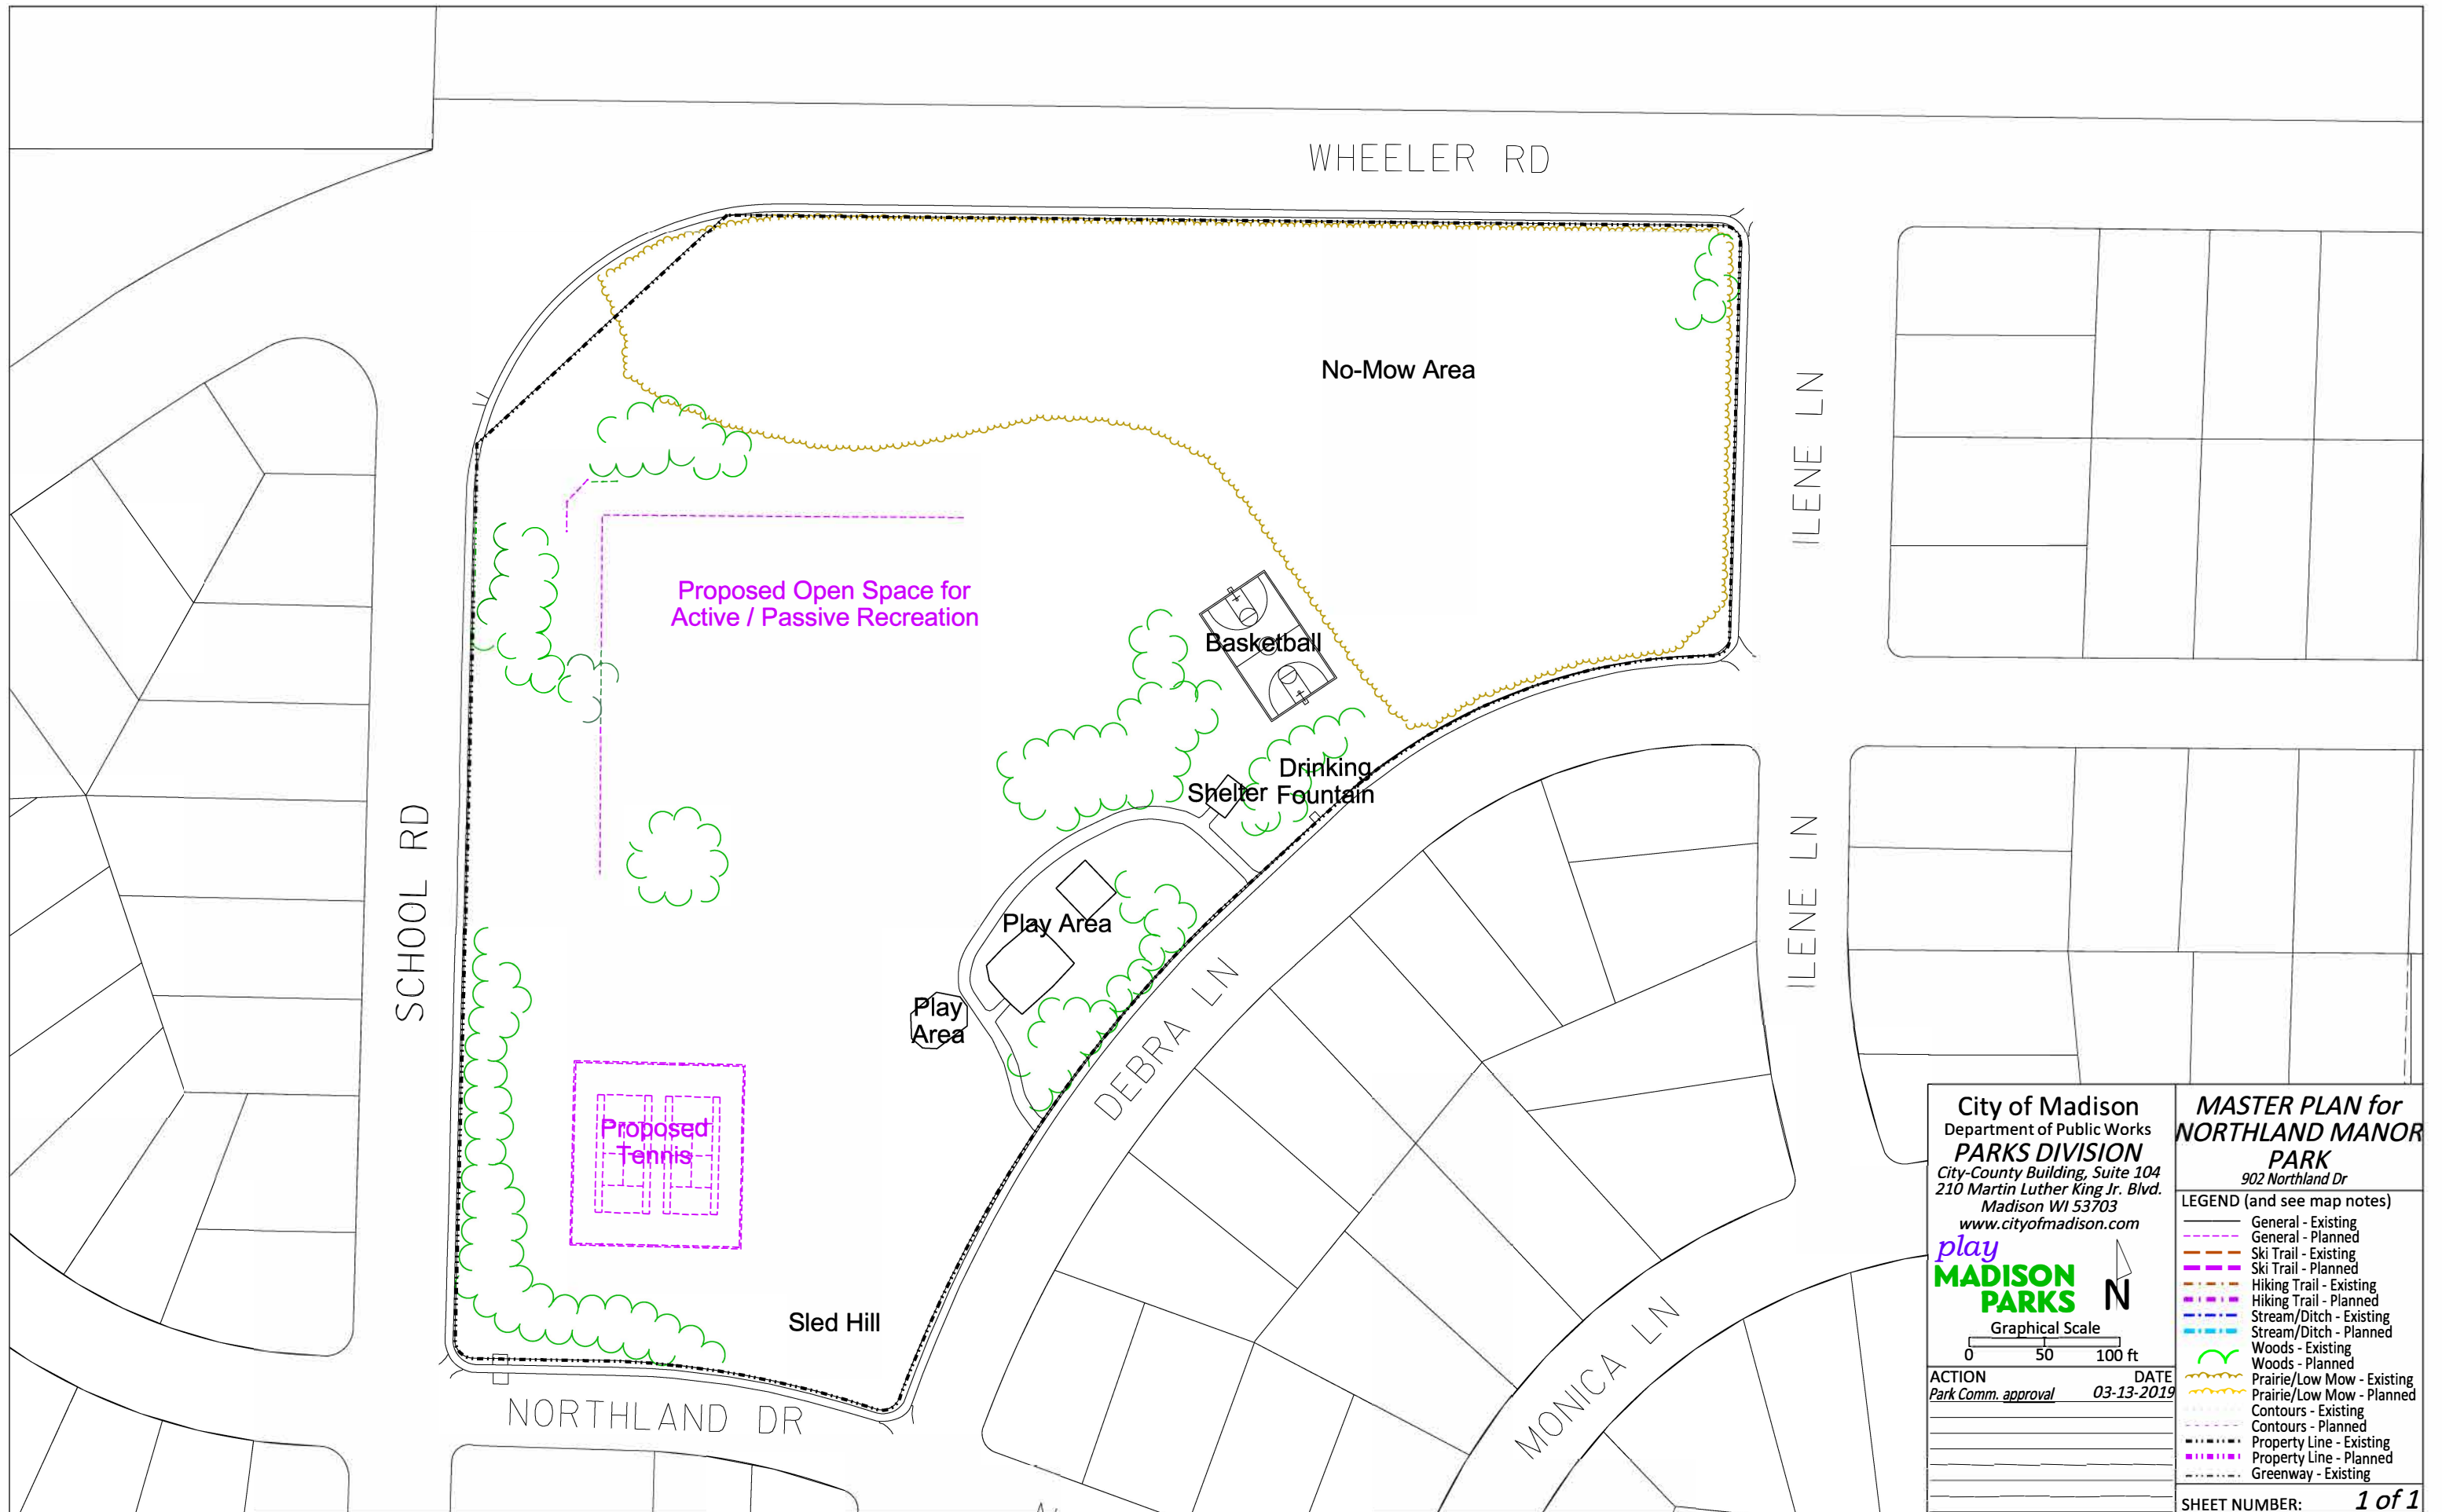 WHEELER RD
No-Mow Area
ILENE LN
Proposed Open Space for
Active / Passive Recreation
Basketball
Drinking
Fountain
Shelter
SCHOOL RD
ILENE LN
Play Area
Play
Area
DEBRA LN
Proposed
Tennis
Sled Hill
NORTHLAND DR
MONICA LN
City of Madison
Department of Public Works
PARKS DIVISION
City-County Building, Suite 104
210 Martin Luther King Jr. Blvd.
Madison WI 53703
www.cityofmadison.com
play
MADISON
PARKS
N
Graphical Scale
0 50 100 ft
ACTION DATE
Park Comm. approval 03-13-2019
MASTER PLAN for
NORTHLAND MANOR
PARK
902 Northland Dr
LEGEND (and see map notes)
General - Existing
General - Planned
Ski Trail - Existing
Ski Trail - Planned
Hiking Trail - Existing
Hiking Trail - Planned
Stream/Ditch - Existing
Stream/Ditch - Planned
Woods - Existing
Woods - Planned
Prairie/Low Mow - Existing
Prairie/Low Mow - Planned
Contours - Existing
Contours - Planned
Property Line - Existing
Property Line - Planned
Greenway - Existing
SHEET NUMBER: 1 of 1